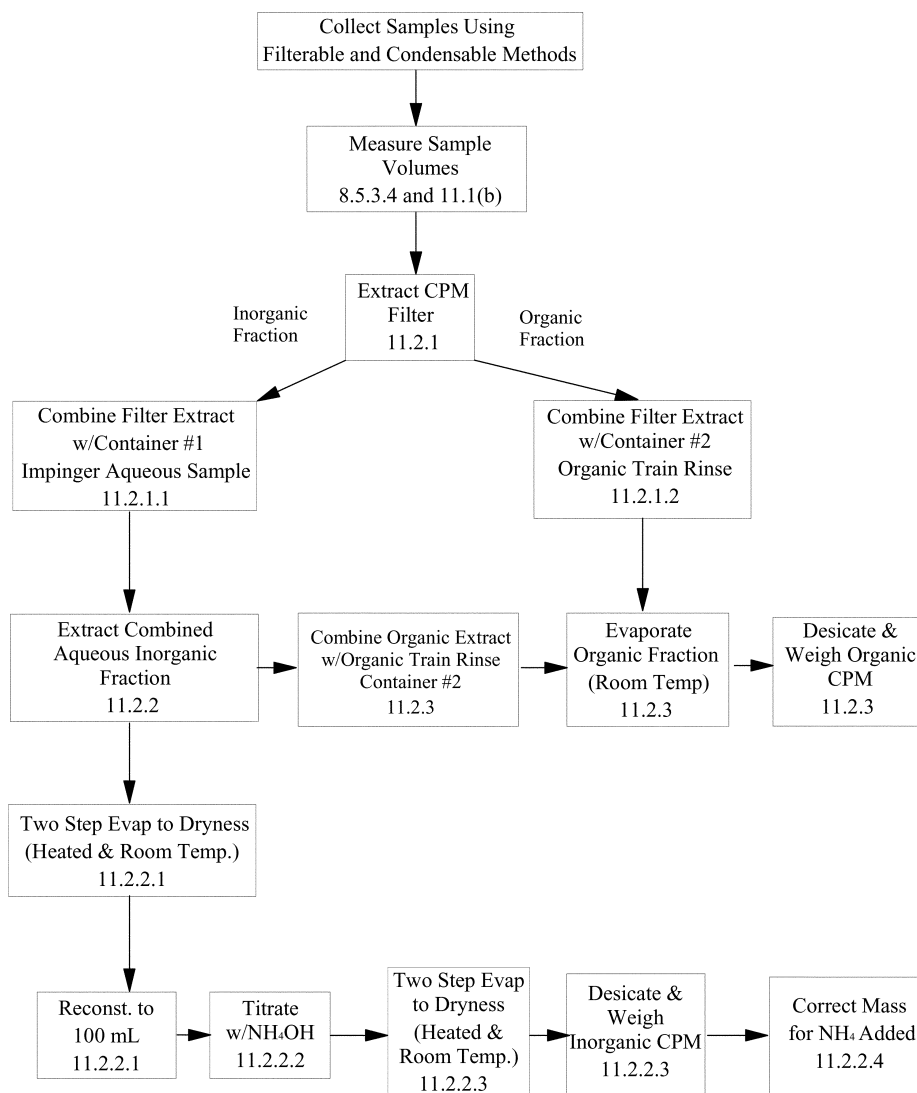 Collect Samples Using
Filterable and Condensable Methods
Measure Sample
Volumes
8.5.3.4 and 11.1(b)
Extract CPM
Filter
11.2.1
Inorganic
Fraction
Organic
Fraction
Combine Filter Extract
w/Container #1
Impinger Aqueous Sample
11.2.1.1
Combine Filter Extract
w/Container #2
Organic Train Rinse
11.2.1.2
Extract Combined
Aqueous Inorganic
Fraction
11.2.2
Combine Organic Extract
w/Organic Train Rinse
Container #2
11.2.3
Evaporate
Organic Fraction
(Room Temp)
11.2.3
Desicate &
Weigh Organic
CPM
11.2.3
Two Step Evap to Dryness
(Heated & Room Temp.)
11.2.2.1
Reconst. to
100 mL
11.2.2.1
Titrate
w/NH₄OH
11.2.2.2
Two Step Evap
to Dryness
(Heated &
Room Temp.)
11.2.2.3
Desicate &
Weigh
Inorganic CPM
11.2.2.3
Correct Mass
for NH₄ Added
11.2.2.4